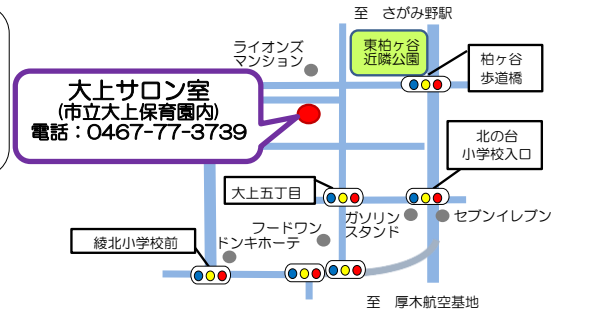 至　さがみ野駅
ライオンズ
マンション
東柏ヶ谷
近隣公園
柏ヶ谷
歩道橋
大上サロン室
(市立大上保育園内)
電話：0467-77-3739
北の台
小学校入口
大上五丁目
ガソリン
スタンド
セブンイレブン
フードワン
ドンキホーテ
綾北小学校前
至　厚木航空基地